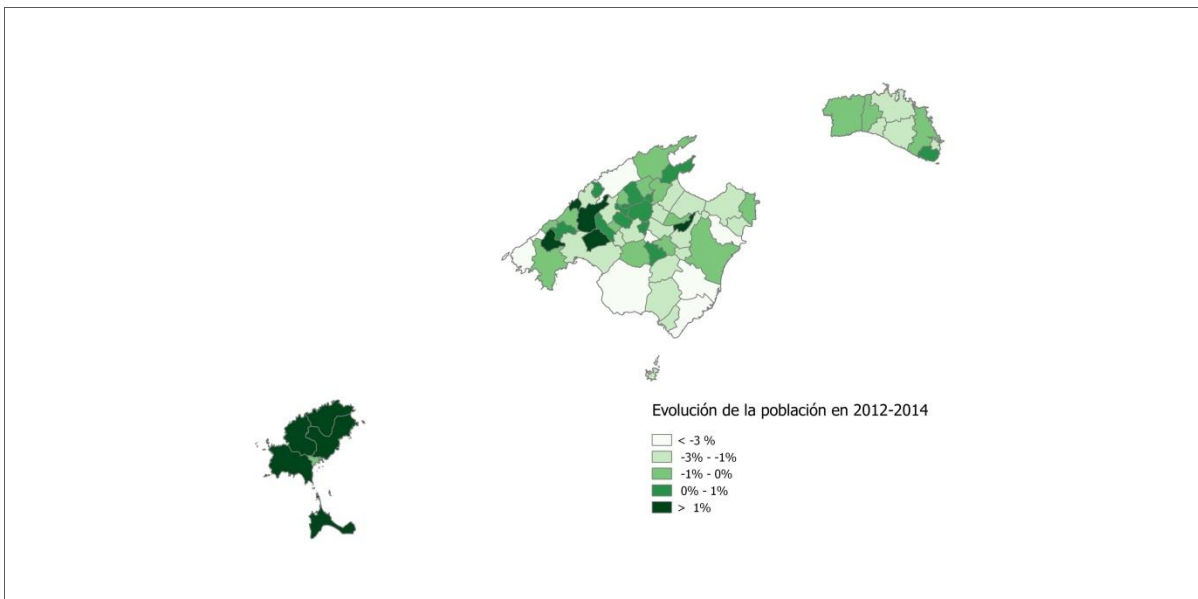 Evolución de la población en 2012-2014
< -3 %
-3% - -1%
-1% - 0%
0% - 1%
> 1%